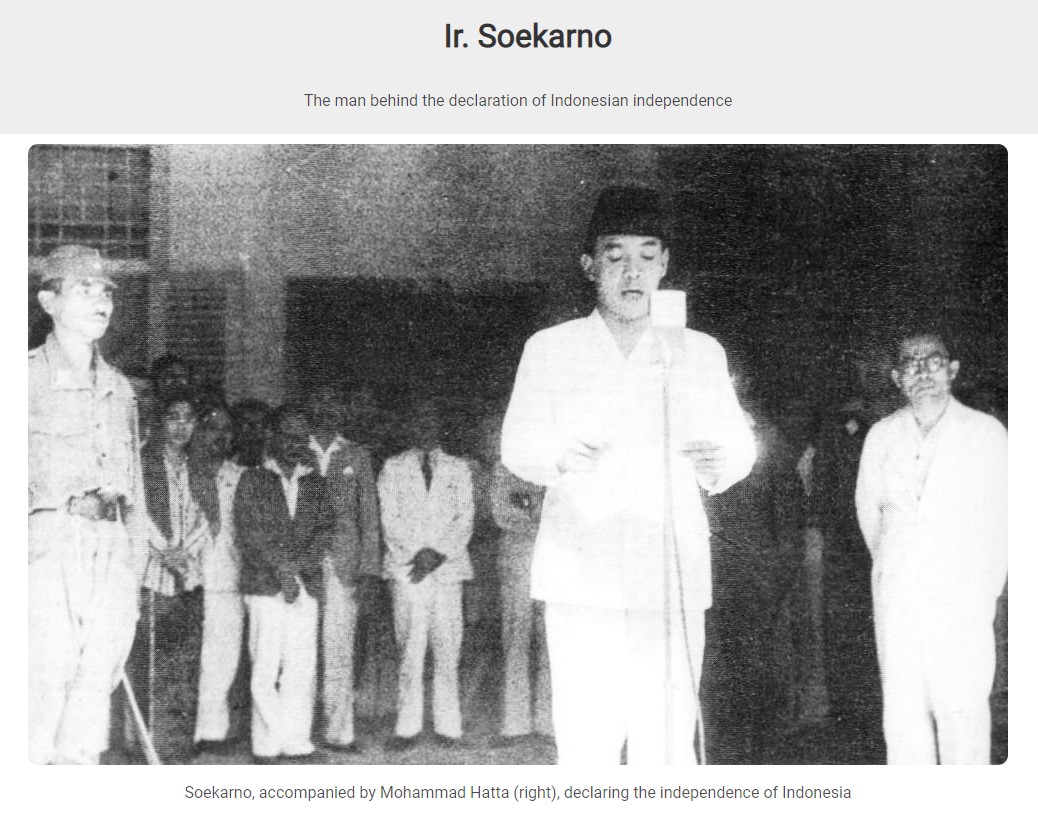 Ir. Soekarno
The man behind the declaration of Indonesian independence
Soekarno, accompanied by Mohammad Hatta (right), declaring the independence of Indonesia